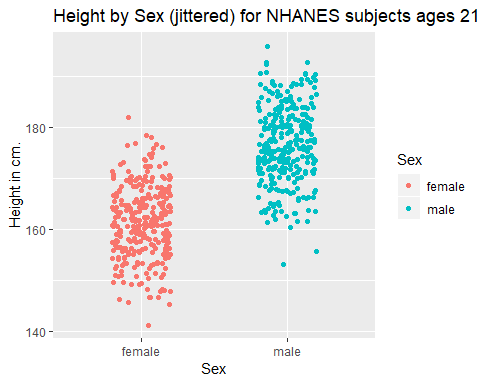 Height by Sex (jittered) for NHANES subjects ages 21
Height in cm.
180
160
140
female
male
Sex
Sex
female
male